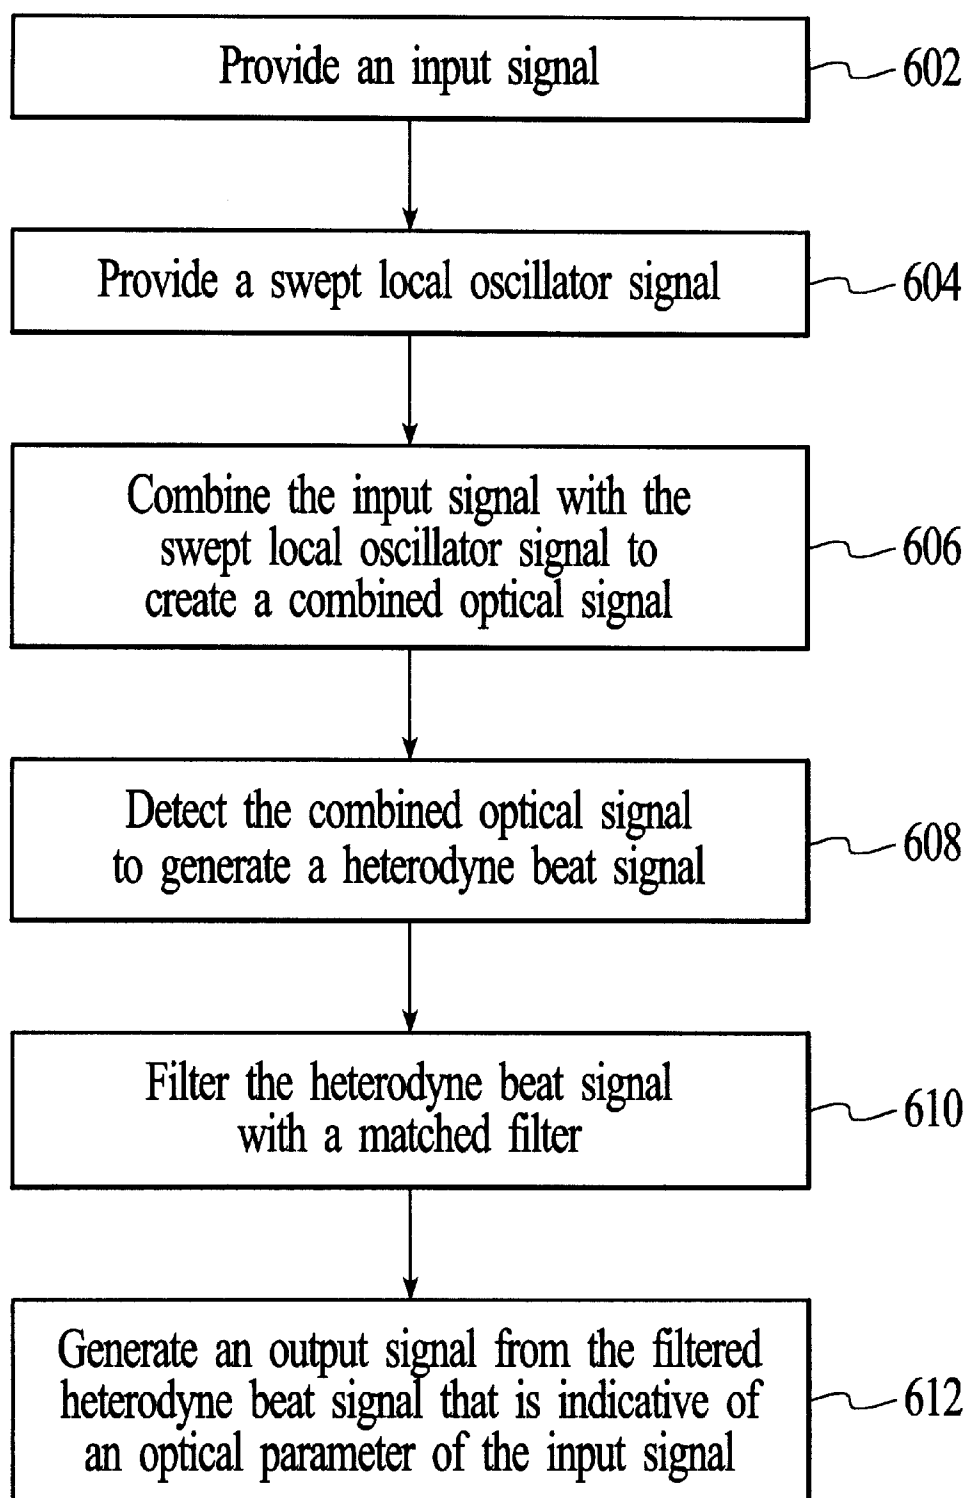 Provide an input signal
602
Provide a swept local oscillator signal
604
Combine the input signal with the
swept local oscillator signal to
create a combined optical signal
606
Detect the combined optical signal
to generate a heterodyne beat signal
608
Filter the heterodyne beat signal
with a matched filter
610
Generate an output signal from the filtered
heterodyne beat signal that is indicative of
an optical parameter of the input signal
612